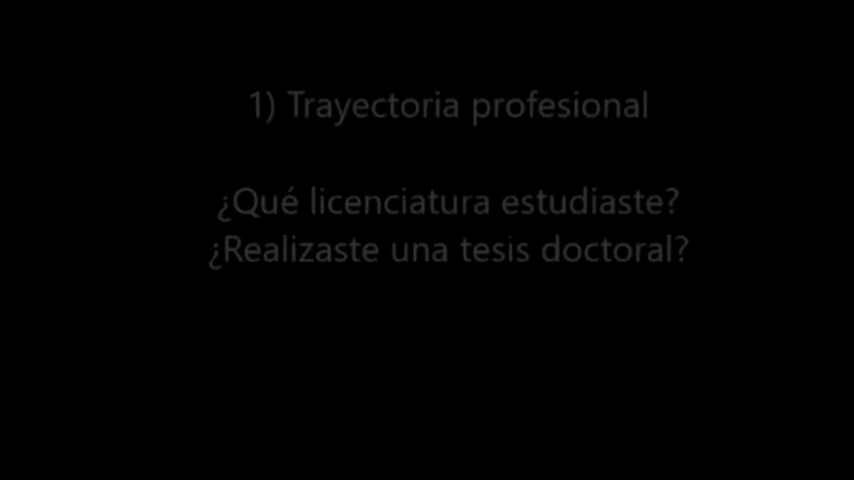 1) Trayectoria profesional
¿Qué licenciatura estudiaste?
¿Realizaste una tesis doctoral?